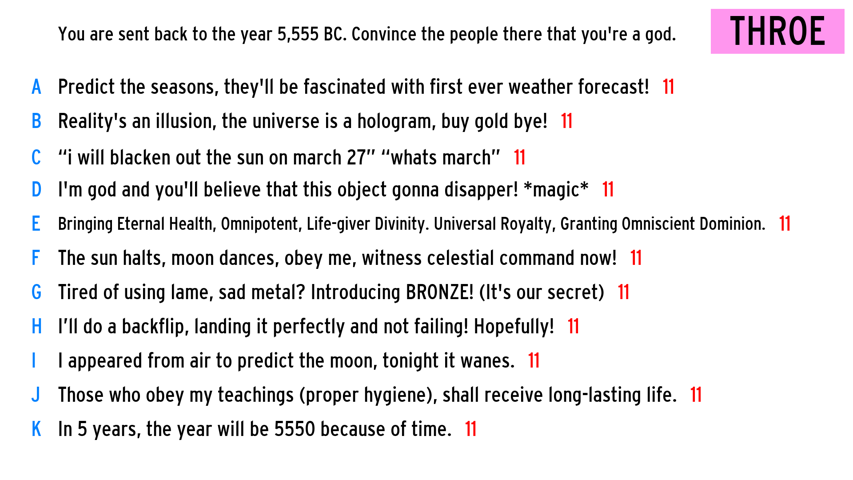 You are sent back to the year 5,555 BC. Convince the people there that you're a god.
THROE
A Predict the seasons, they'll be fascinated with first ever weather forecast! 11
B Reality's an illusion, the universe is a hologram, buy gold bye! 11
C “i will blacken out the sun on march 27” “whats march” 11
D I'm god and you'll believe that this object gonna disapper! *magic* 11
E Bringing Eternal Health, Omnipotent, Life-giver Divinity. Universal Royalty, Granting Omniscient Dominion. 11
F The sun halts, moon dances, obey me, witness celestial command now! 11
G Tired of using lame, sad metal? Introducing BRONZE! (It's our secret) 11
H I’ll do a backflip, landing it perfectly and not failing! Hopefully! 11
I I appeared from air to predict the moon, tonight it wanes. 11
J Those who obey my teachings (proper hygiene), shall receive long-lasting life. 11
K In 5 years, the year will be 5550 because of time. 11